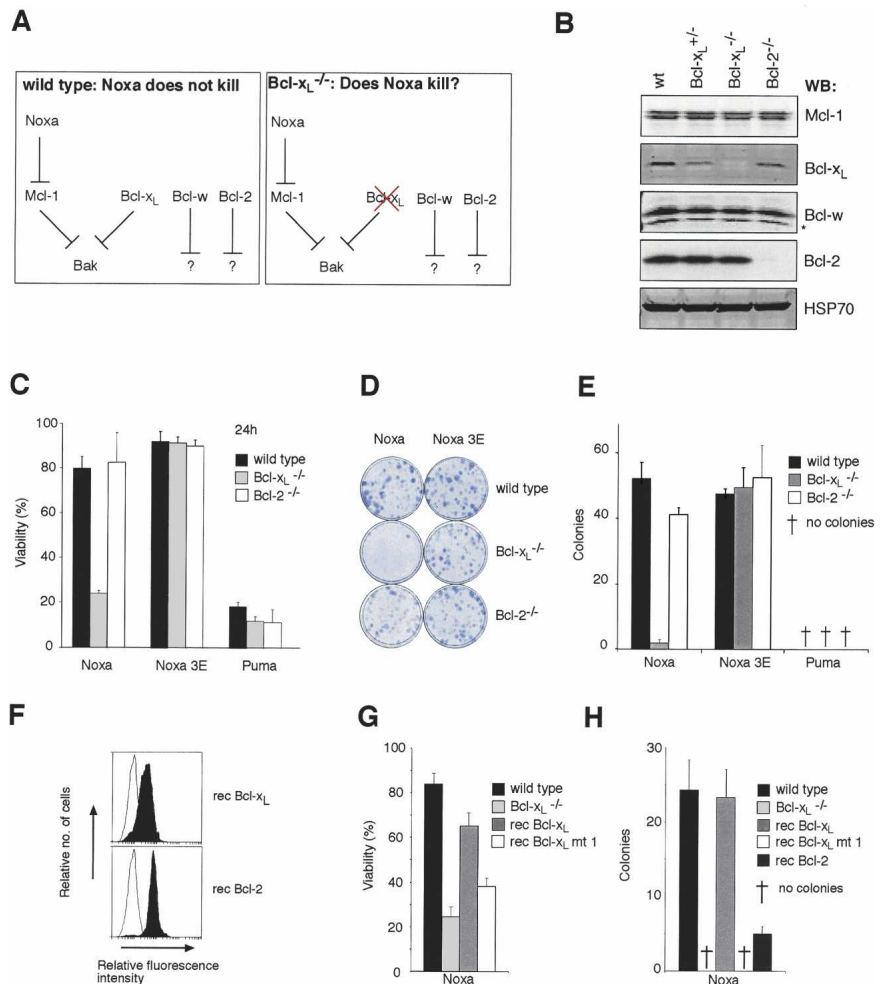 A
wild type: Noxa does not kill
Noxa
Mcl-1 Bcl-xL Bcl-w Bcl-2
Bak ? ?
Bcl-xL-/-: Does Noxa kill?
Noxa
Mcl-1 Bcl-xL Bcl-w Bcl-2
Bak ? ?
B
wt Bcl-xL+/- Bcl-xL-/- Bcl-2-/- WB:
Mcl-1
Bcl-xL
Bcl-w
*
Bcl-2
HSP70
C
Viability (%)
100
80
60
40
20
0
24h
wild type
Bcl-xL -/-
Bcl-2 -/-
Noxa Noxa 3E Puma
D
Noxa Noxa 3E
wild type
Bcl-xL-/-
Bcl-2-/-
E
Colonies
60
40
20
0
wild type
Bcl-xL -/-
Bcl-2 -/-
† no colonies
† † †
Noxa Noxa 3E Puma
F
Relative no. of cells
rec Bcl-xL
rec Bcl-2
Relative fluorescence
intensity
G
Viability (%)
100
80
60
40
20
0
wild type
Bcl-xL -/-
rec Bcl-xL
rec Bcl-xL mt 1
Noxa
H
Colonies
30
20
10
0
wild type
Bcl-xL -/-
rec Bcl-xL
rec Bcl-xL mt 1
rec Bcl-2
† no colonies
† †
Noxa